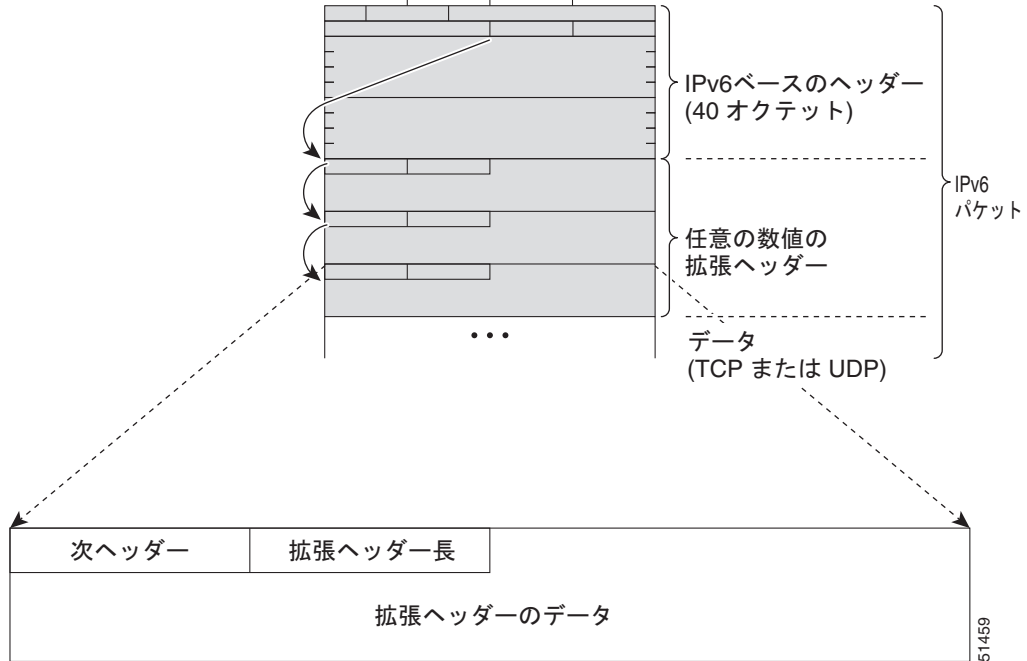 IPv6ベースのヘッダー
(40 オクテット)
IPv6
パケット
任意の数値の
拡張ヘッダー
データ
(TCP または UDP)
次ヘッダー
拡張ヘッダー長
拡張ヘッダーのデータ
51459